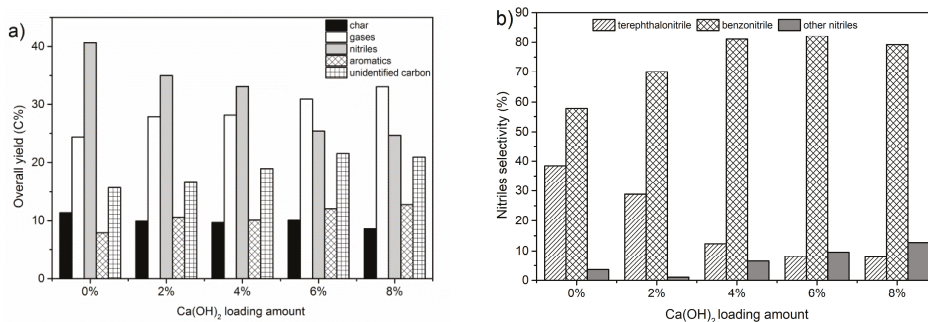 a)
char
gases
nitriles
aromatics
unidentified carbon
40
30
20
10
0
Overall yield (C%)
0% 2% 4% 6% 8%
Ca(OH)₂ loading amount
b)
terephthalonitrile benzonitrile other nitriles
90
80
70
60
50
40
30
20
10
0
Nitriles selectivity (%)
0% 2% 4% 6% 8%
Ca(OH)₂ loading amount